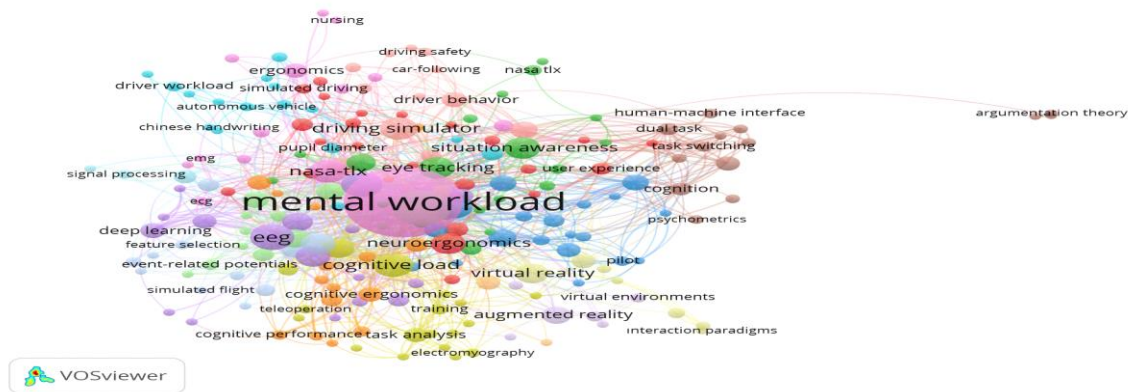 nursing
driving safety
ergonomics
car-following
nasa tlx
driver workload
simulated driving
driver behavior
autonomous vehicle
human-machine interface
argumentation theory
chinese handwriting
driving simulator
dual task
pupil diameter
situation awareness
task switching
emg
nasa-tlx
eye tracking
user experience
signal processing
cognition
ecg
mental workload
psychometrics
deep learning
eeg
neuroergonomics
feature selection
event-related potentials
cognitive load
virtual reality
pilot
simulated flight
cognitive ergonomics
virtual environments
teleoperation
training
augmented reality
interaction paradigms
cognitive performance
task analysis
electromyography
VOSviewer